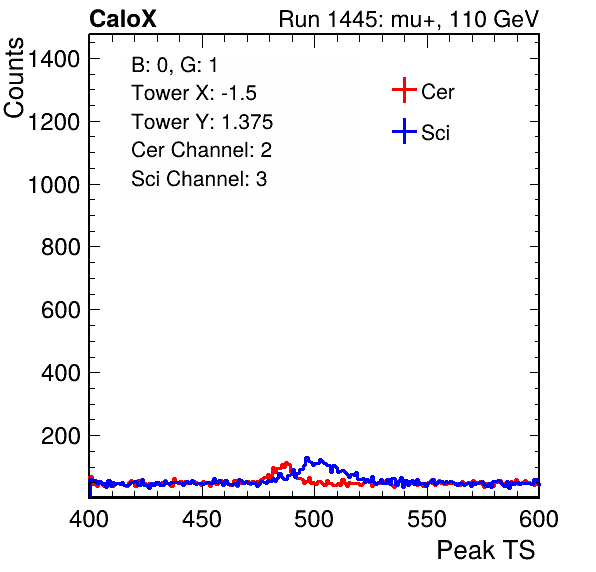 CaloX Run 1445: mu+, 110 GeV
Counts
1400
1200
1000
800
600
400
200
B: 0, G: 1
Tower X: -1.5
Tower Y: 1.375
Cer Channel: 2
Sci Channel: 3
Cer
Sci
400 450 500 550 600
Peak TS